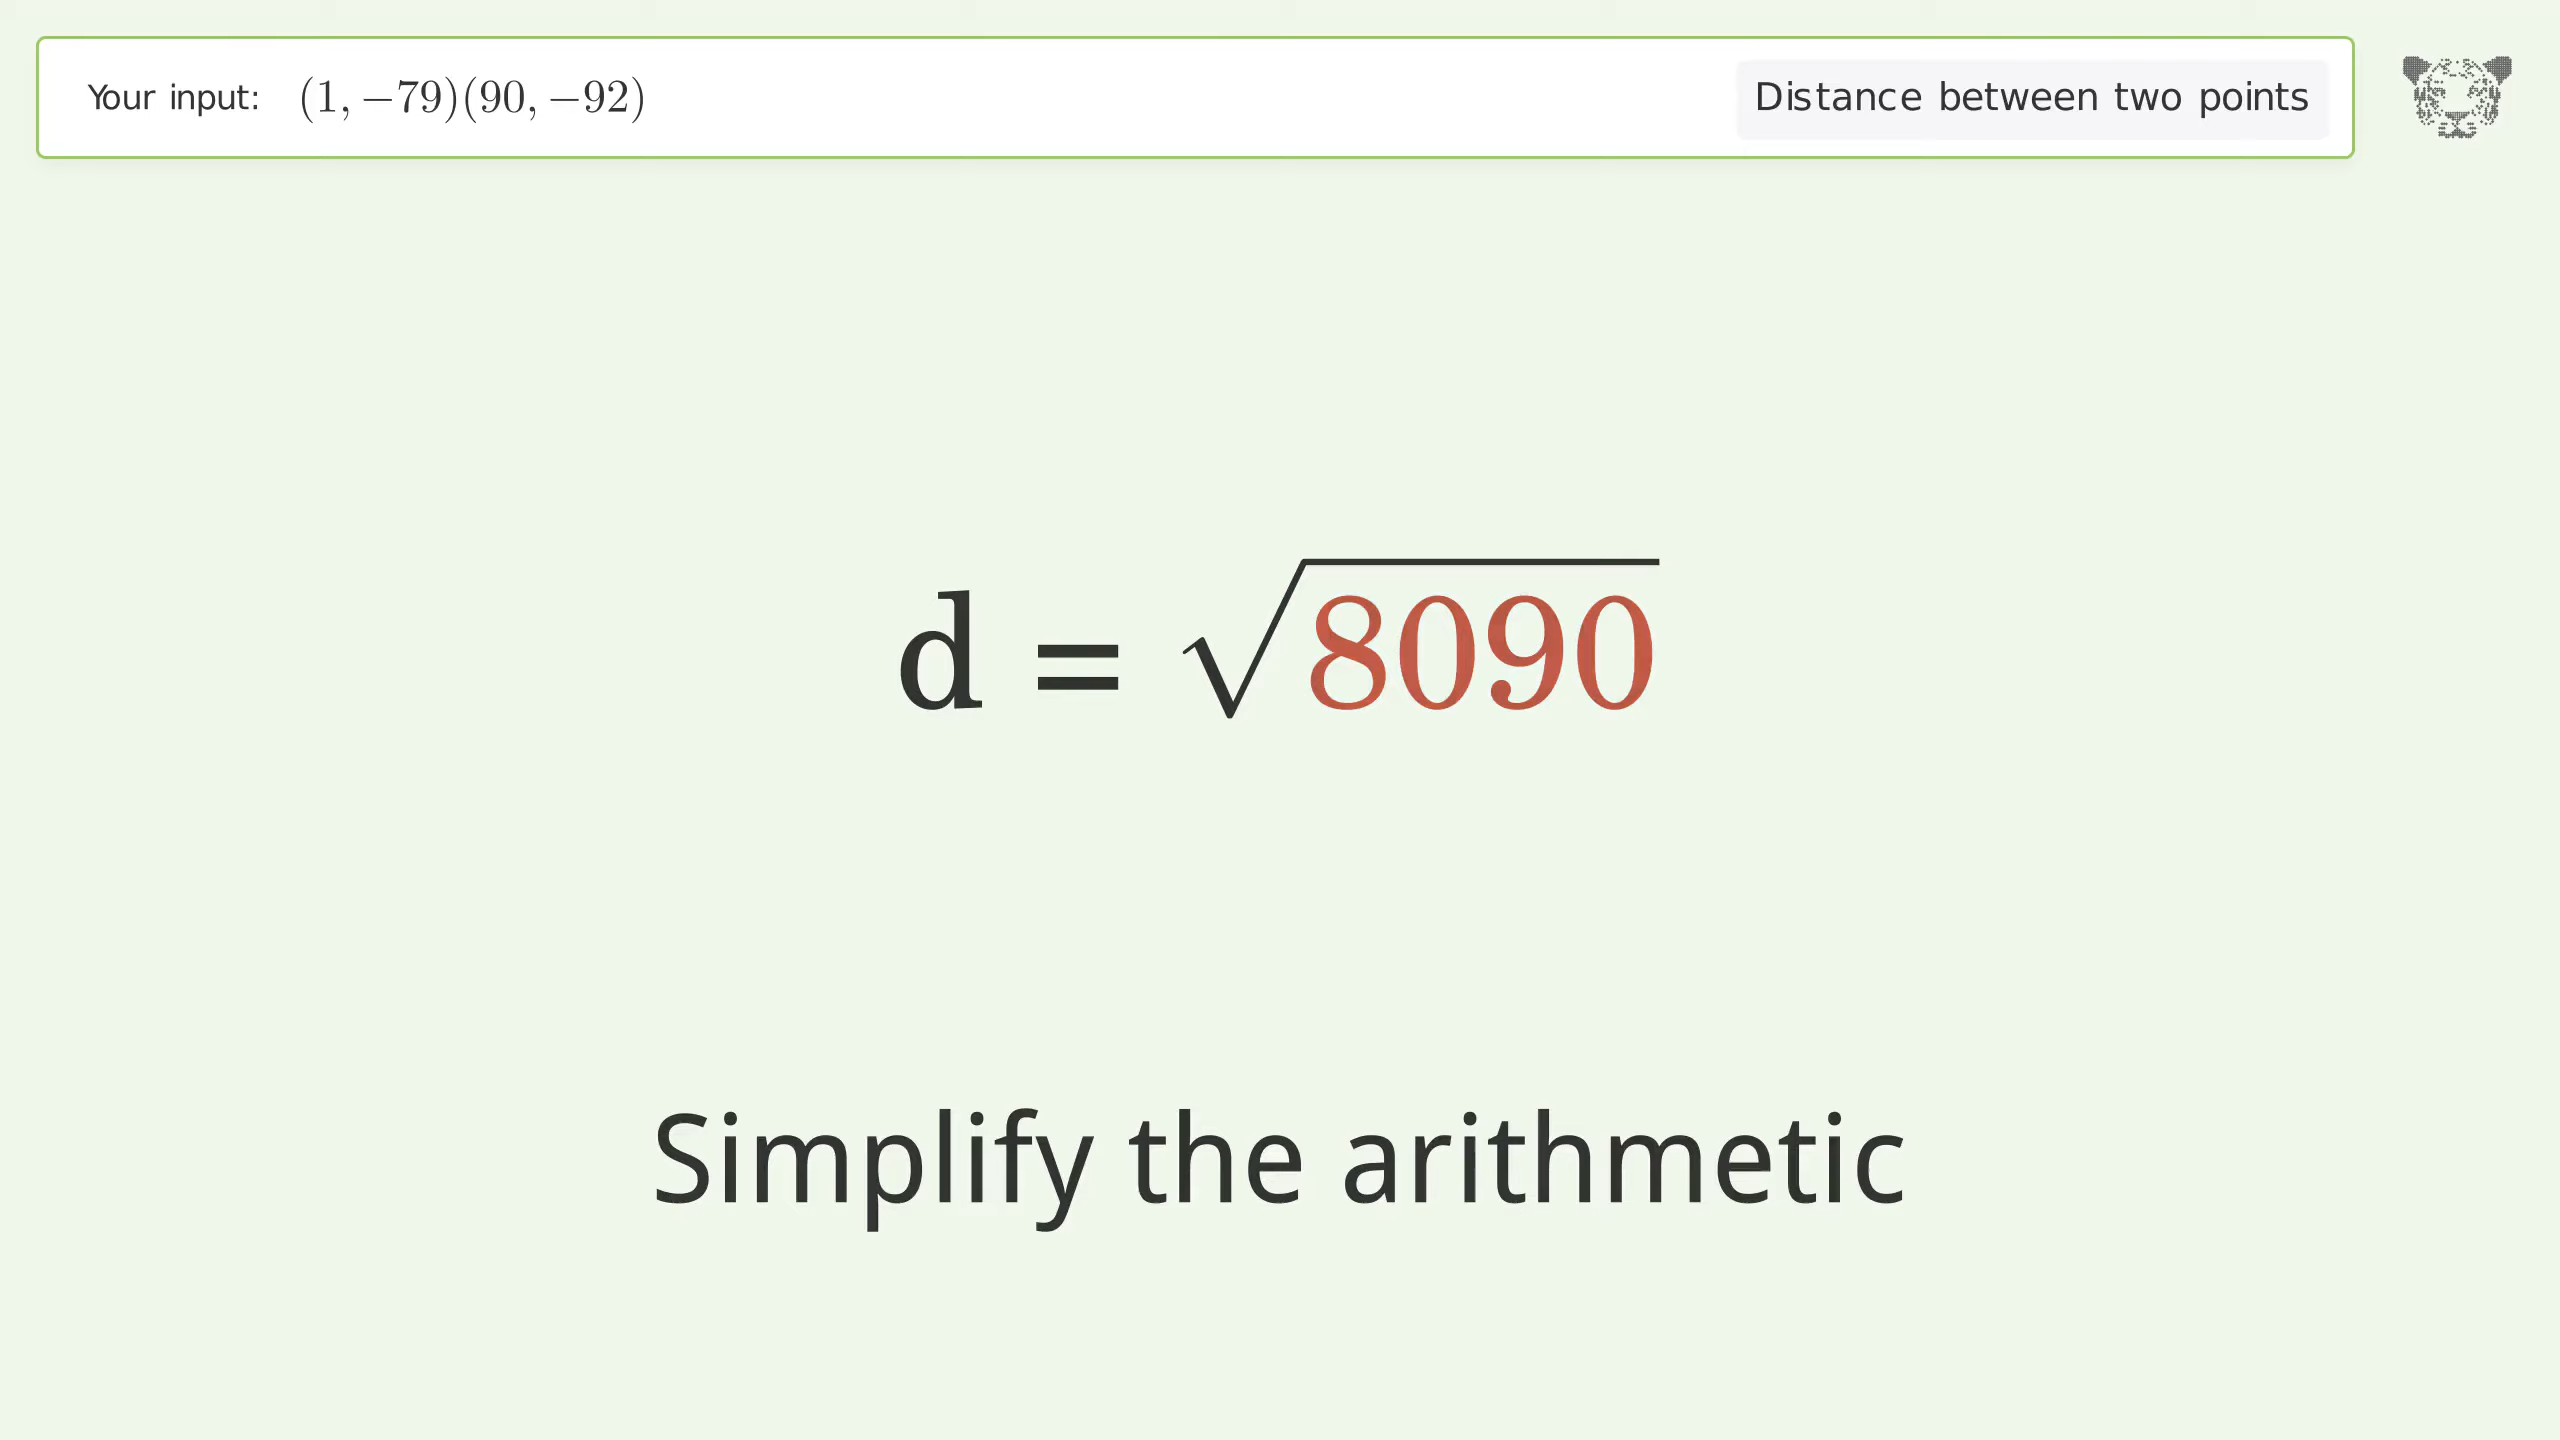 Your input: (1, −79)(90, −92)
Distance between two points
d = √8090
Simplify the arithmetic